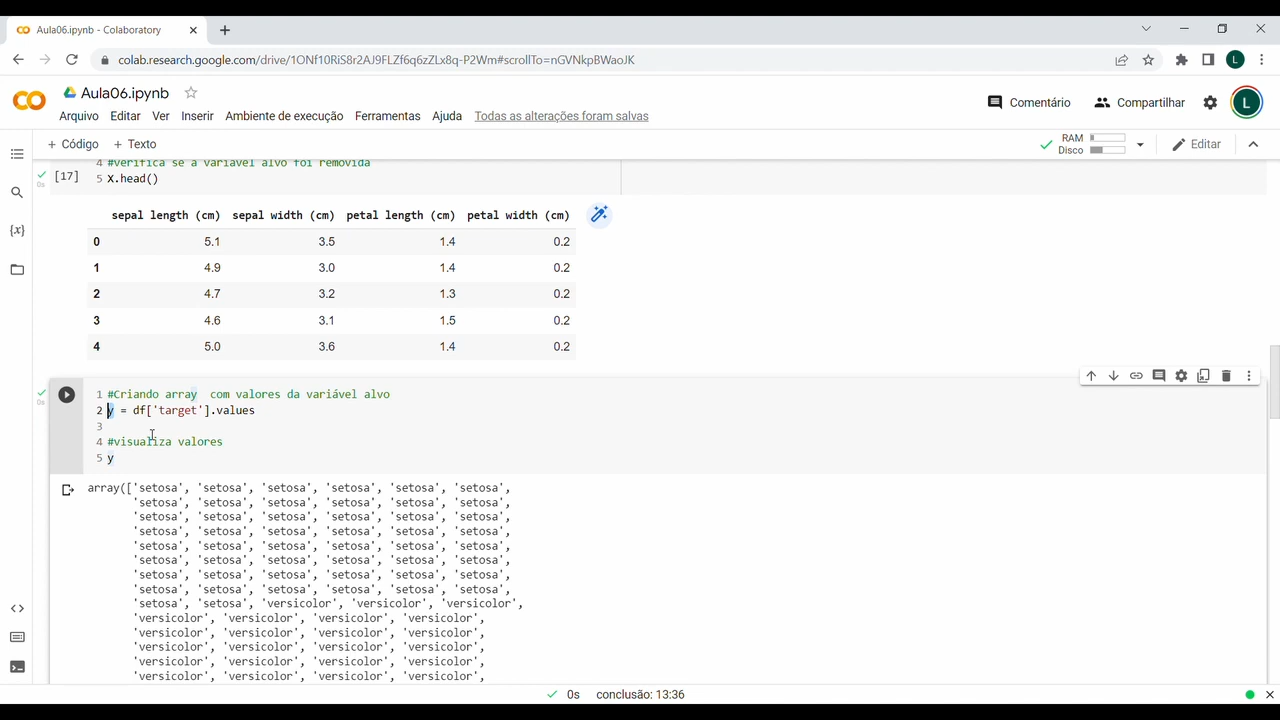 Aula06.ipynb - Colaboratory
colab.research.google.com/drive/1ONf10RiS8r2AJ9FLZf6q6zZLx8q-P2Wm#scrollTo=nGVNkpBWaoJK
L
CO Aula06.ipynb
Arquivo Editar Ver Inserir Ambiente de execução Ferramentas Ajuda Todas as alterações foram salvas
Comentário Compartilhar L
+ Código + Texto
RAM
Disco
Editar
4 #verifica se a variável alvo foi removida
[17] 5 X.head()
0s
sepal length (cm) sepal width (cm) petal length (cm) petal width (cm)
0 5.1 3.5 1.4 0.2
1 4.9 3.0 1.4 0.2
2 4.7 3.2 1.3 0.2
3 4.6 3.1 1.5 0.2
4 5.0 3.6 1.4 0.2
0s
1 #Criando array  com valores da variável alvo
2 y = df['target'].values
3
4 #visualiza valores
5 y
array(['setosa', 'setosa', 'setosa', 'setosa', 'setosa', 'setosa',
'setosa', 'setosa', 'setosa', 'setosa', 'setosa', 'setosa',
'setosa', 'setosa', 'setosa', 'setosa', 'setosa', 'setosa',
'setosa', 'setosa', 'setosa', 'setosa', 'setosa', 'setosa',
'setosa', 'setosa', 'setosa', 'setosa', 'setosa', 'setosa',
'setosa', 'setosa', 'setosa', 'setosa', 'setosa', 'setosa',
'setosa', 'setosa', 'setosa', 'setosa', 'setosa', 'setosa',
'setosa', 'setosa', 'setosa', 'setosa', 'setosa', 'setosa',
'setosa', 'setosa', 'versicolor', 'versicolor', 'versicolor',
'versicolor', 'versicolor', 'versicolor', 'versicolor',
'versicolor', 'versicolor', 'versicolor', 'versicolor',
'versicolor', 'versicolor', 'versicolor', 'versicolor',
'versicolor', 'versicolor', 'versicolor', 'versicolor',
'versicolor', 'versicolor', 'versicolor', 'versicolor',
0s conclusão: 13:36